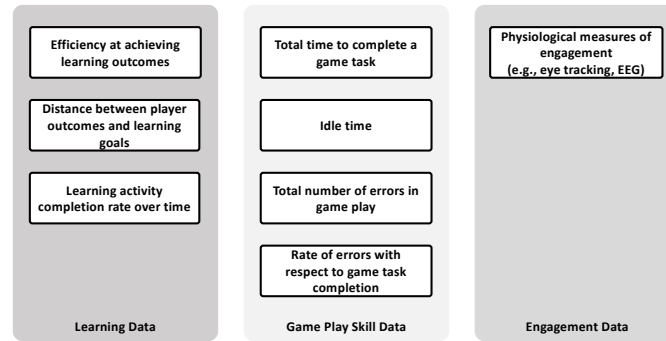 Efficiency at achieving
learning outcomes
Distance between player
outcomes and learning
goals
Learning activity
completion rate over time
Learning Data
Total time to complete a
game task
Idle time
Total number of errors in
game play
Rate of errors with
respect to game task
completion
Game Play Skill Data
Physiological measures of
engagement
(e.g., eye tracking, EEG)
Engagement Data